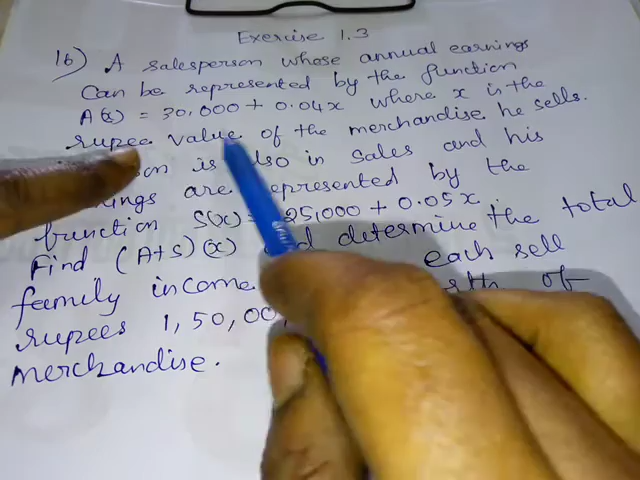 Exercise 1.3
16) A salesperson whose annual earnings
can be represented by the function
A(x) = 30,000 + 0.04x where x is the
rupee value of the merchandise he sells.
is also in sales and his
are represented by the
function S(x) = 25,000 + 0.05x
Find (A+S)(x) and determine the total
family income each sell
rupees 1,50,00 of
merchandise.